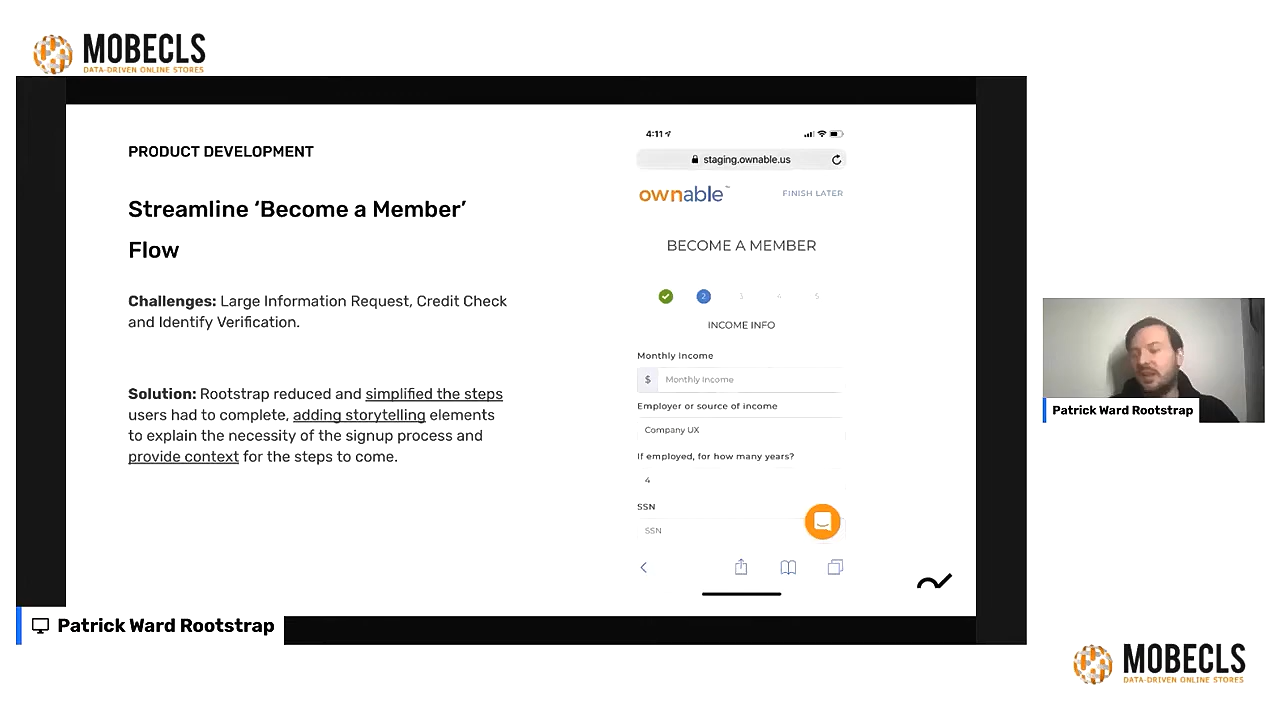 MOBECLS
DATA-DRIVEN ONLINE STORES
PRODUCT DEVELOPMENT
Streamline ‘Become a Member’
Flow
Challenges: Large Information Request, Credit Check
and Identify Verification.
Solution: Rootstrap reduced and simplified the steps
users had to complete, adding storytelling elements
to explain the necessity of the signup process and
provide context for the steps to come.
4:11
staging.ownable.us
ownable™
FINISH LATER
BECOME A MEMBER
2 3 4 5
INCOME INFO
Monthly Income
$ Monthly Income
Employer or source of income
Company UX
If employed, for how many years?
4
SSN
SSN
Patrick Ward Rootstrap
Patrick Ward Rootstrap
MOBECLS
DATA-DRIVEN ONLINE STORES